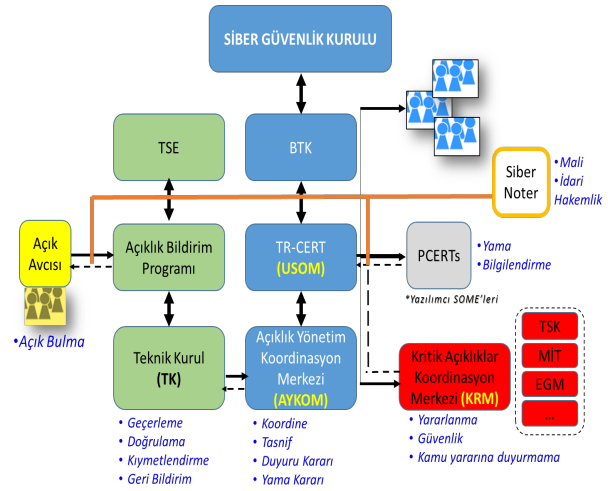 SİBER GÜVENLİK KURULU
TSE
BTK
Siber
Noter
•Mali
•İdari
Hakemlik
Açık
Avcısı
Açıklık Bildirim
Programı
TR-CERT
(USOM)
PCERTs
•Yama
•Bilgilendirme
*Yazılımcı SOME'leri
•Açık Bulma
Teknik Kurul
(TK)
Açıklık Yönetim
Koordinasyon
Merkezi
(AYKOM)
Kritik Açıklıklar
Koordinasyon
Merkezi (KRM)
TSK
MİT
EGM
...
•Geçerleme
•Doğrulama
•Kıymetlendirme
•Geri Bildirim
•Koordine
•Tasnif
•Duyuru Kararı
•Yama Kararı
•Yararlanma
•Güvenlik
•Kamu yararına duyurmama